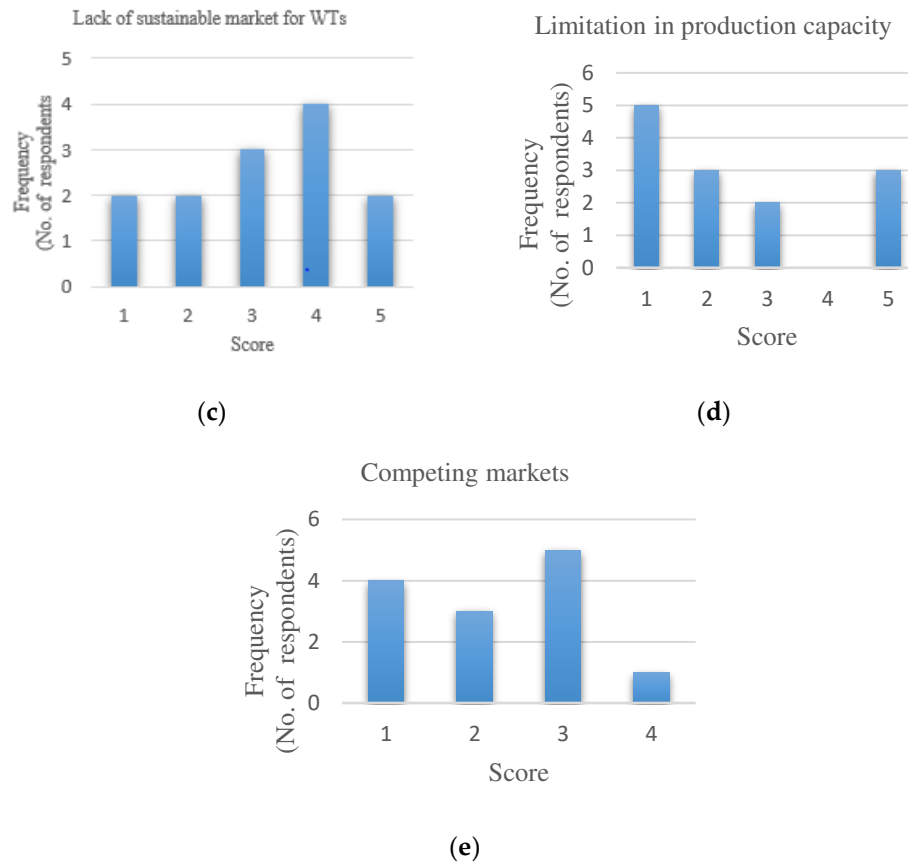 Lack of sustainable market for WTs
5
4
3
2
1
0
Frequency
(No. of respondents
1 2 3 4 5
Score
(c)
Limitation in production capacity
6
5
4
3
2
1
0
Frequency
(No. of respondents)
1 2 3 4 5
Score
(d)
Competing markets
6
4
2
0
Frequency
(No. of respondents)
1 2 3 4
Score
(e)